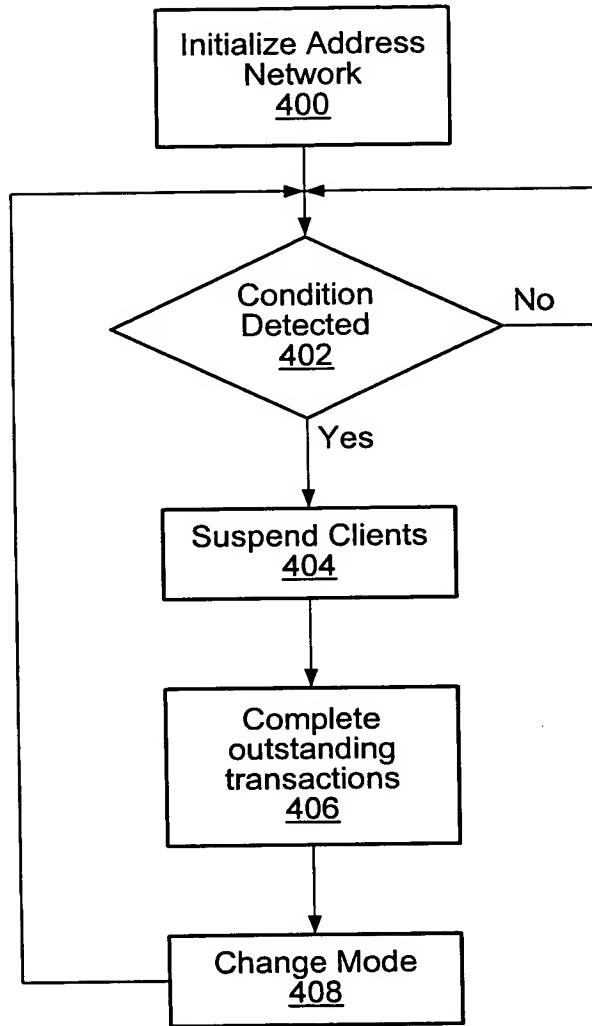 Initialize Address
Network
400
Condition
Detected
402
No
Yes
Suspend Clients
404
Complete
outstanding
transactions
406
Change Mode
408